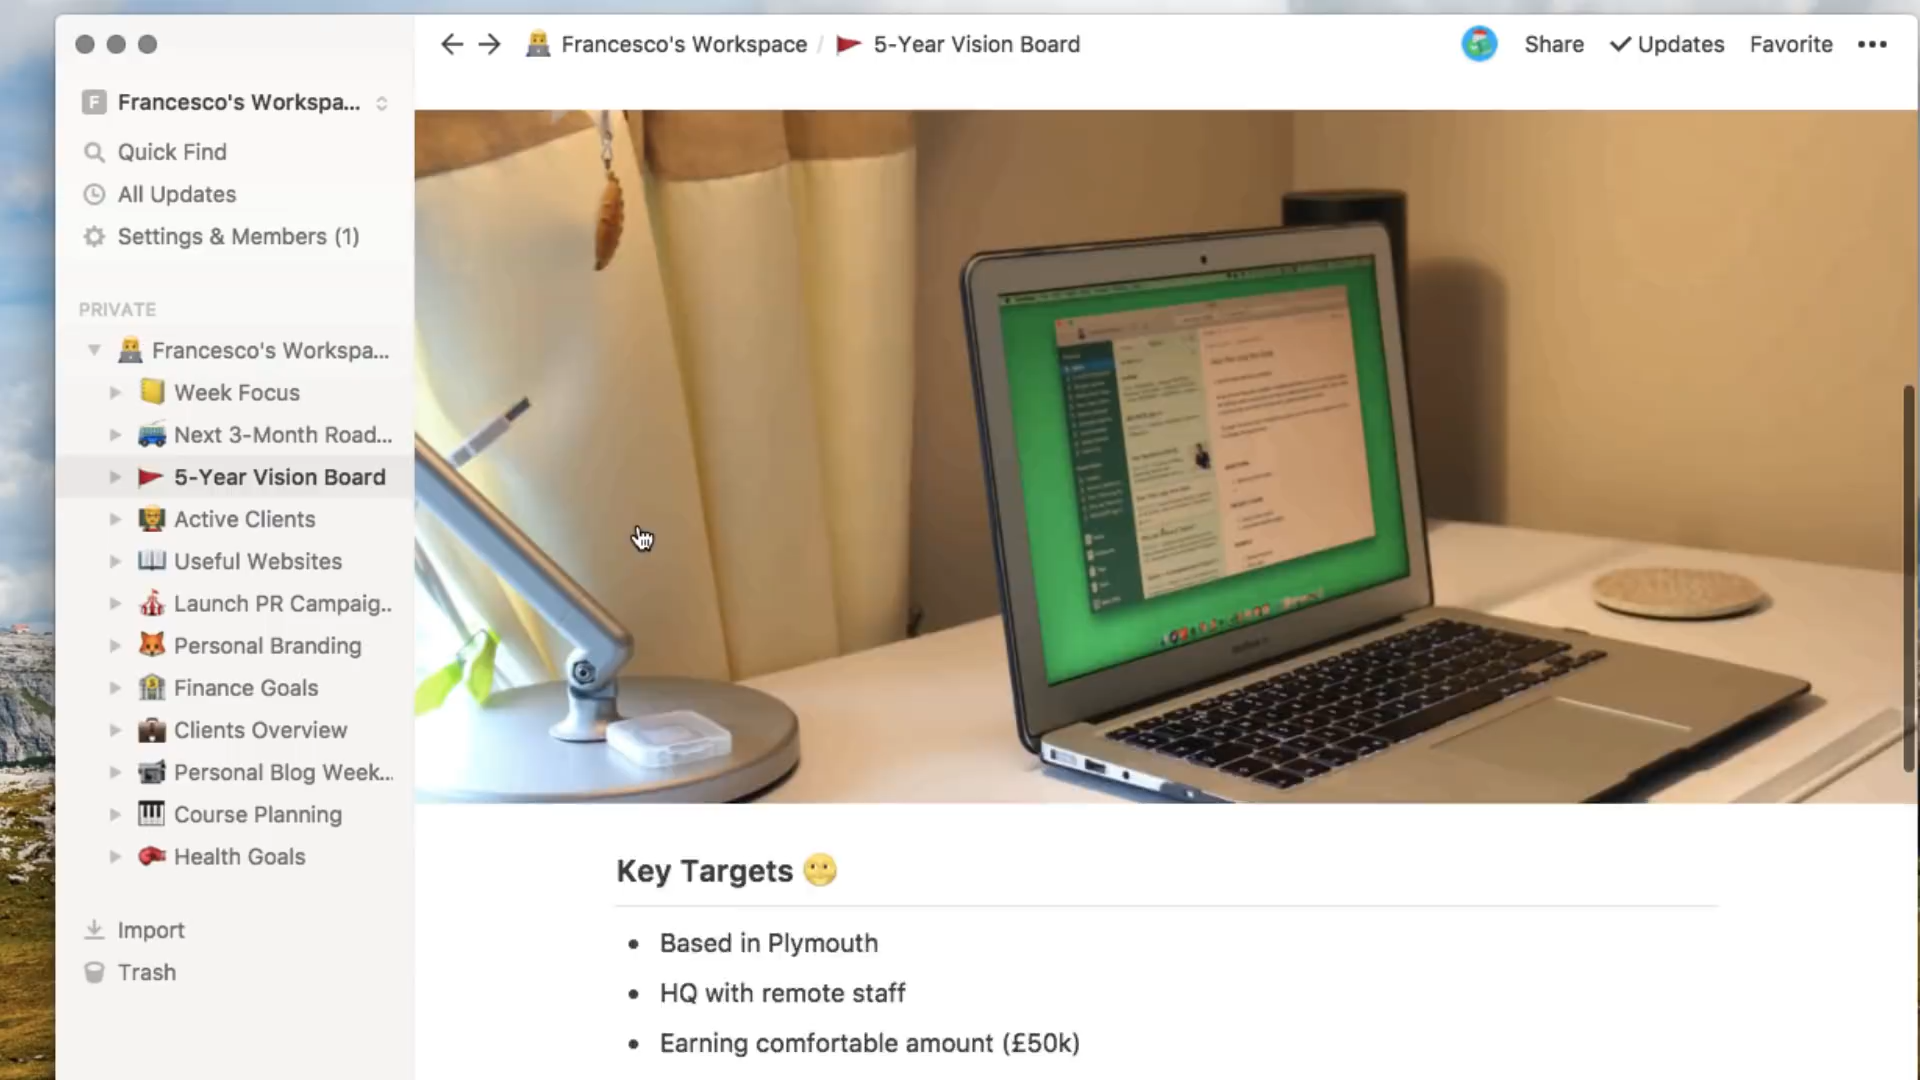 Francesco's Workspace / 5-Year Vision Board
Share
Updates
Favorite
F Francesco's Workspa...
Quick Find
All Updates
Settings & Members (1)
PRIVATE
Francesco's Workspa...
Week Focus
Next 3-Month Road...
5-Year Vision Board
Active Clients
Useful Websites
Launch PR Campaig..
Personal Branding
Finance Goals
Clients Overview
Personal Blog Week...
Course Planning
Health Goals
Import
Trash
Key Targets
• Based in Plymouth
• HQ with remote staff
• Earning comfortable amount (£50k)